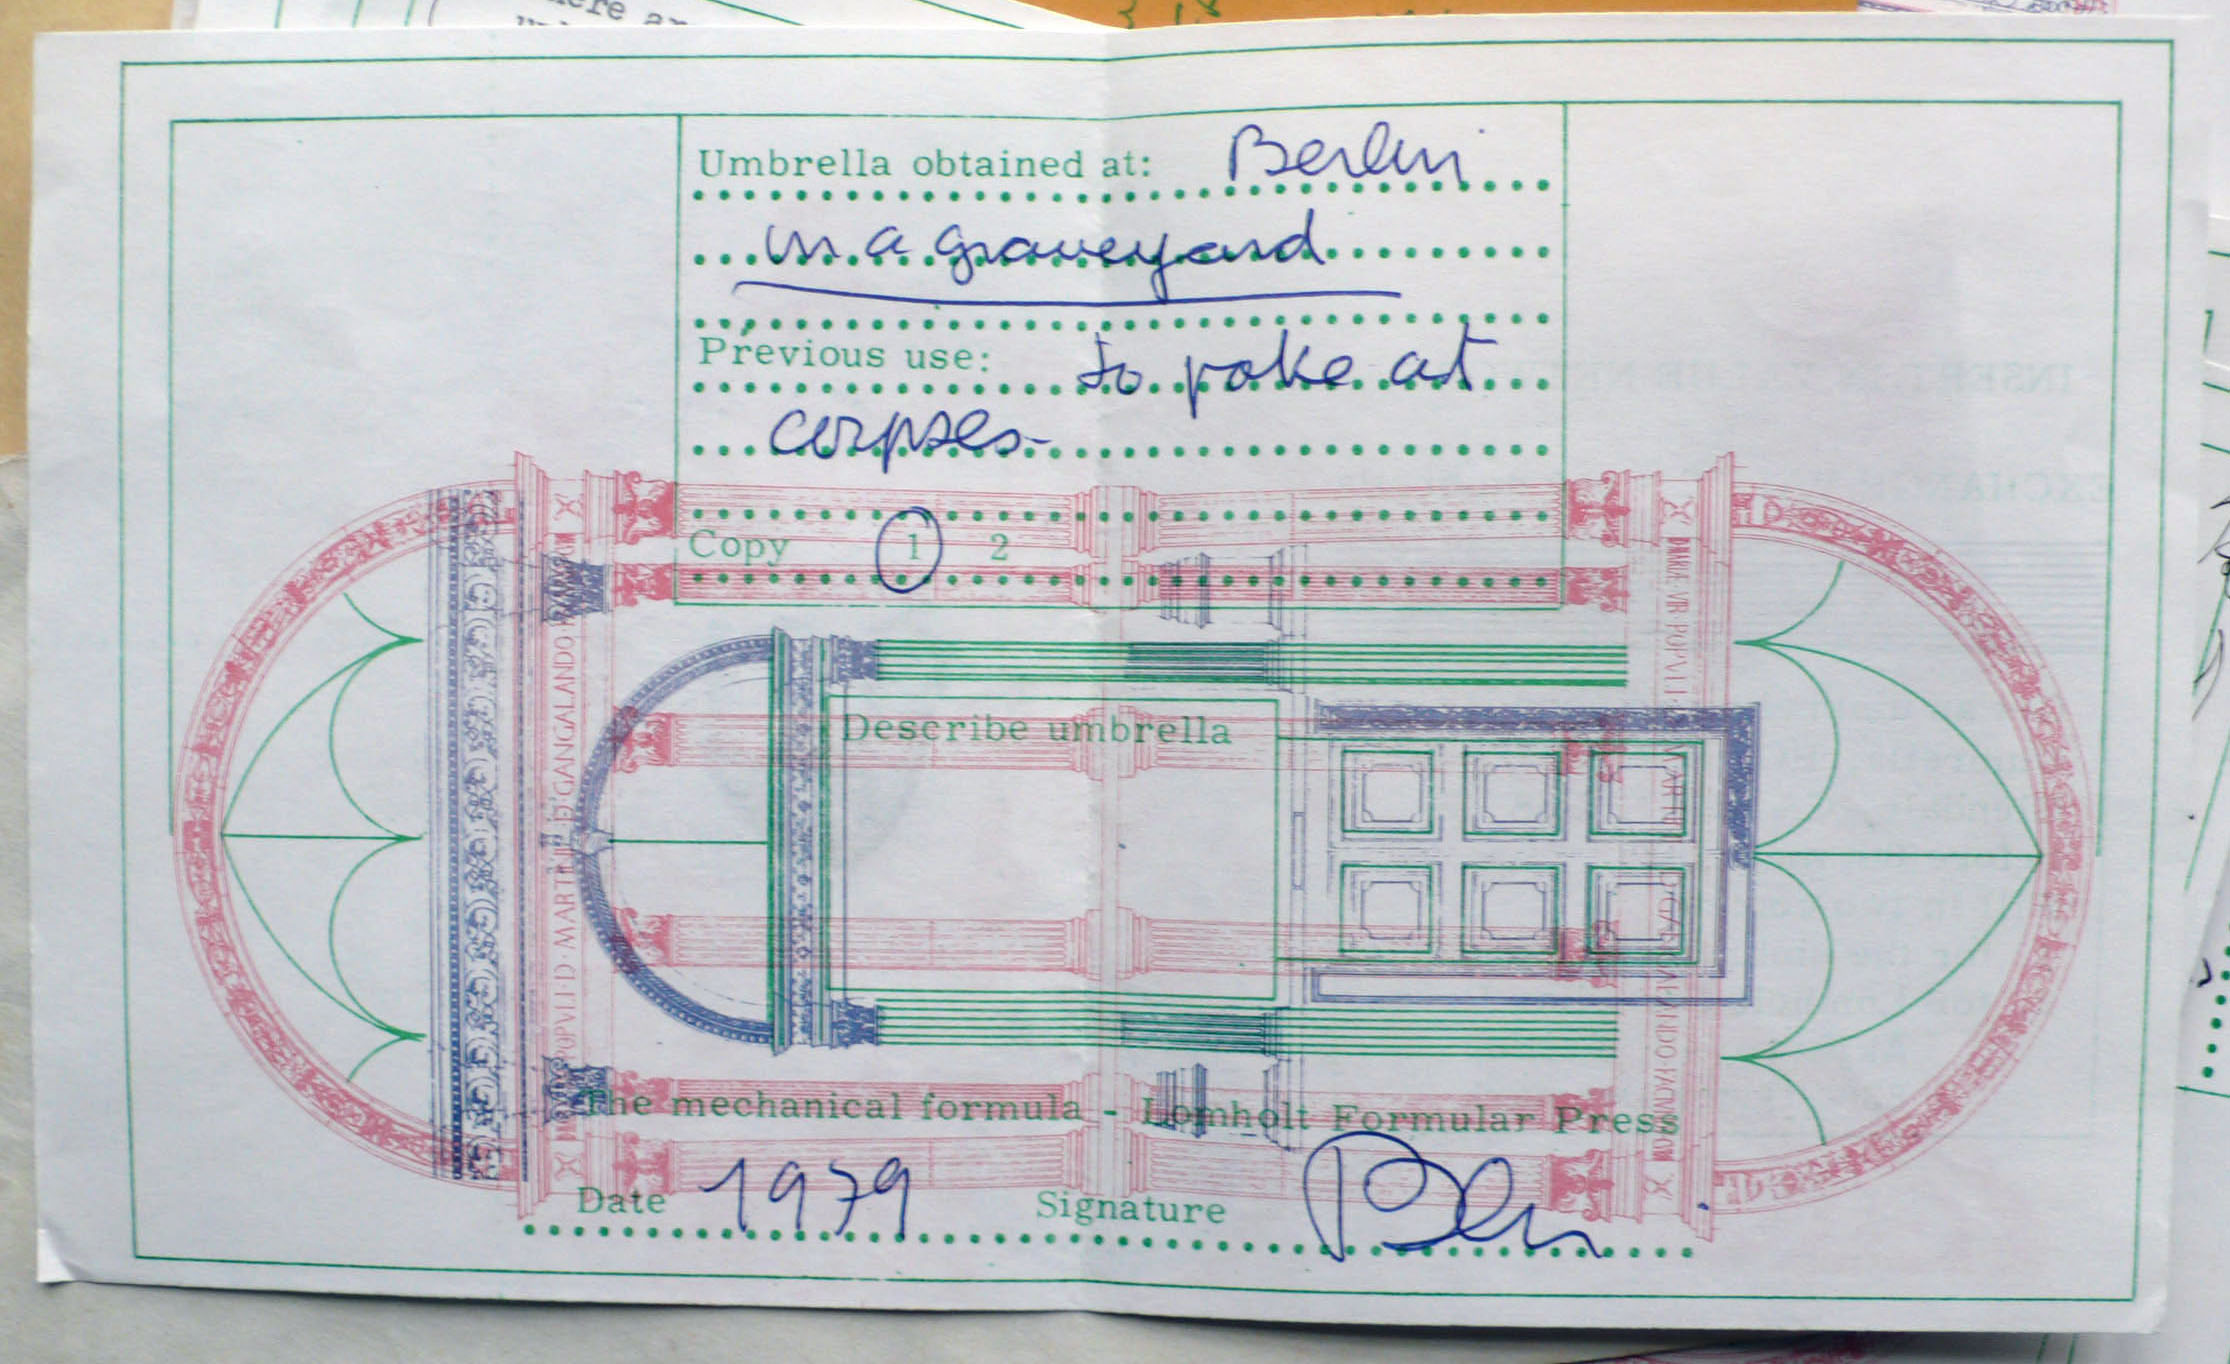 Umbrella obtained at: Berlin
in a graveyard
Previous use: to poke at
corpses
Copy 1 2
Describe umbrella
The mechanical formula - Lomholt Formular Press
Date 1979 Signature